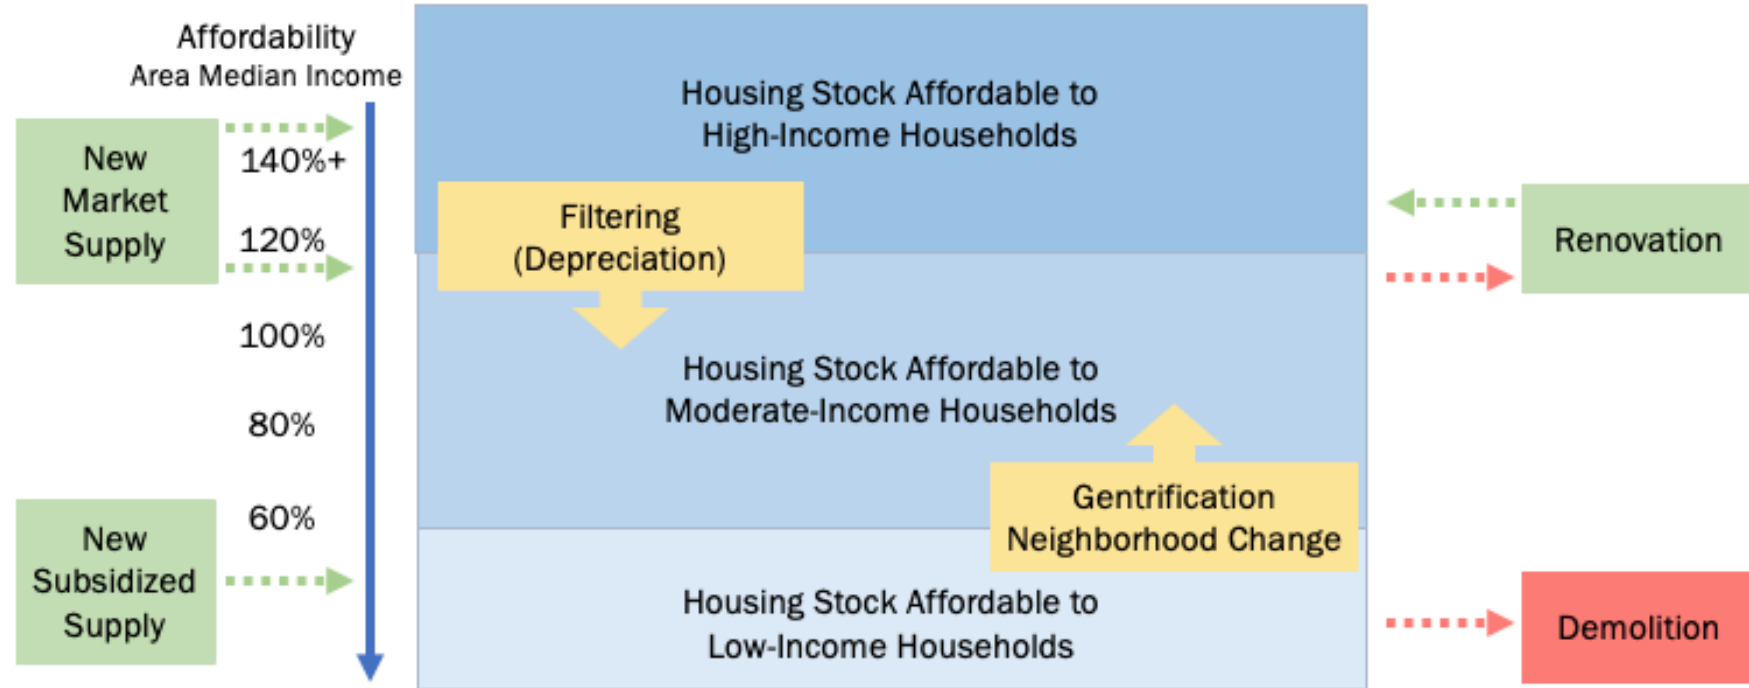 Affordability
Area Median Income
New
Market
Supply
140%+
120%
100%
80%
60%
New
Subsidized
Supply
Housing Stock Affordable to
High-Income Households
Filtering
(Depreciation)
Housing Stock Affordable to
Moderate-Income Households
Gentrification
Neighborhood Change
Housing Stock Affordable to
Low-Income Households
Renovation
Demolition